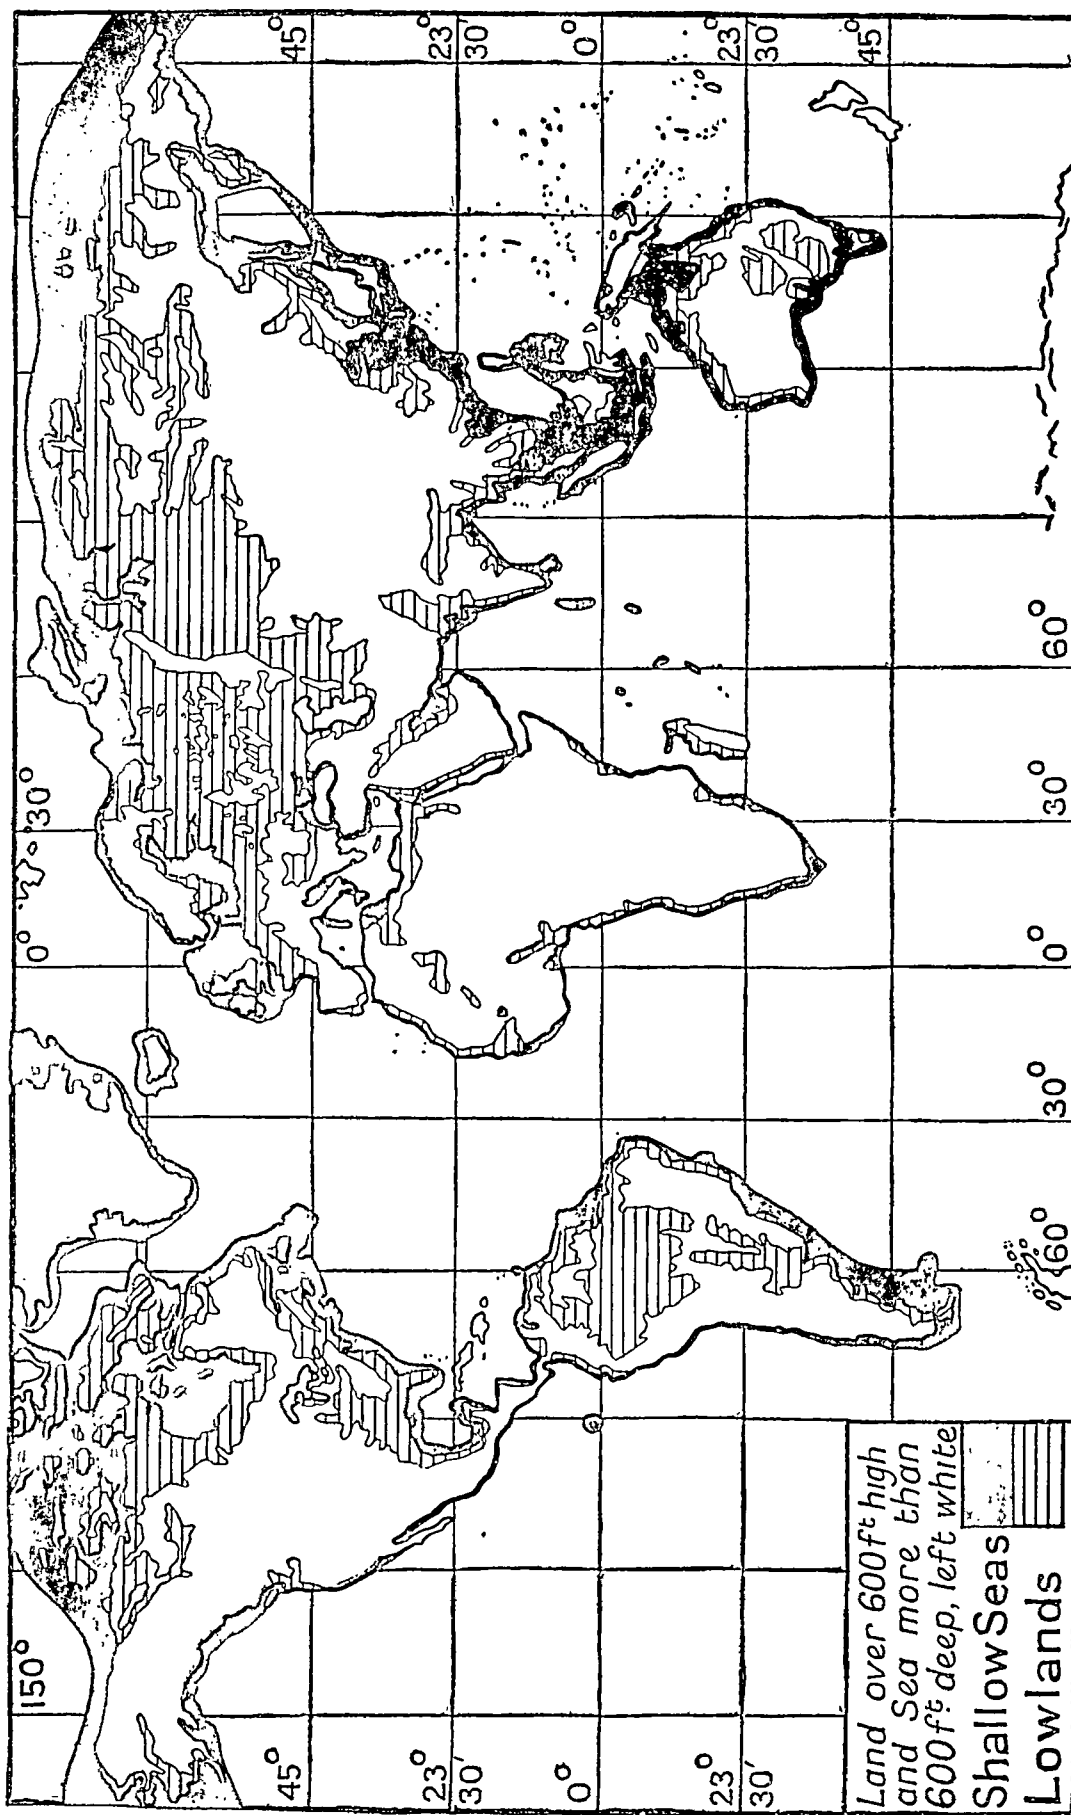 150° 0° 30°
45° 45°
23° 23°
30' 30'
0° 0°
23° 23°
30' 30'
Land over 600ft high
45°
and Sea more than
600ft deep, left white
Shallow Seas
Lowlands
60° 30° 0° 30° 60°